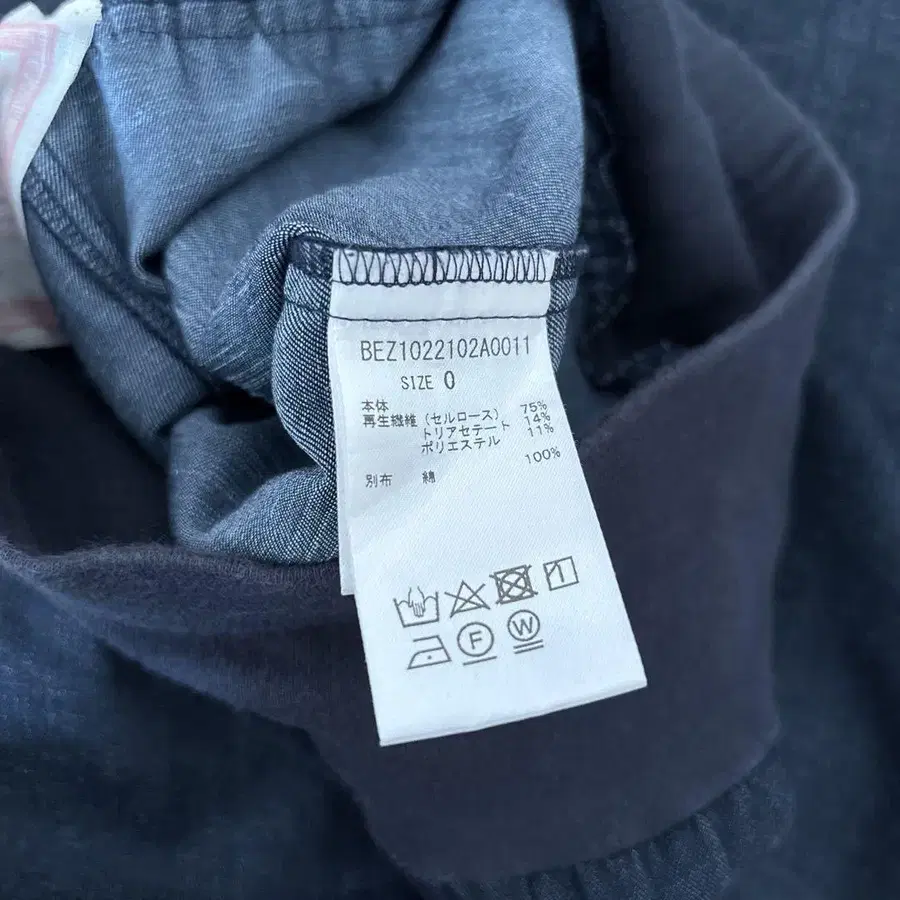 BEZ1022102A0011
SIZE 0
本体
再生繊維 (セルロース) 75%
トリアセテート 14%
ポリエステル 11%
別布 綿 100%
F W